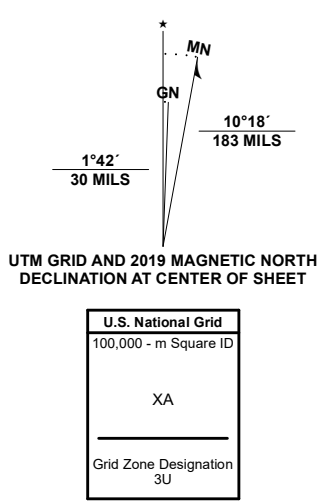 ★
MN
GN
10°18´
183 MILS
1°42´
30 MILS
UTM GRID AND 2019 MAGNETIC NORTH
DECLINATION AT CENTER OF SHEET
U.S. National Grid
100,000 - m Square ID
XA
Grid Zone Designation
3U